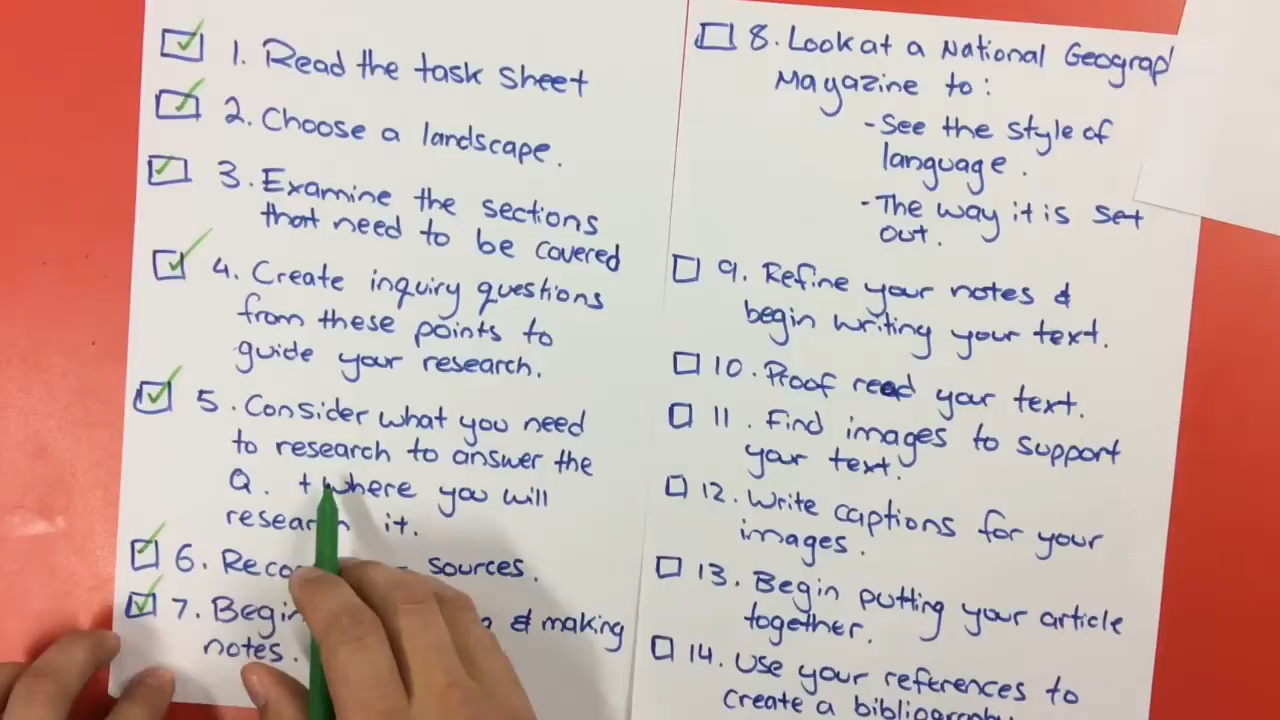 1. Read the task sheet
2. Choose a landscape.
3. Examine the sections
that need to be covered
4. Create inquiry questions
from these points to
guide your research.
5. Consider what you need
to research to answer the
Q. + where you will
research it.
6. sources.
7. Begin & making
notes.
8. Look at a National Geograp
Magazine to:
- See the style of
language.
- The way it is set
out.
9. Refine your notes &
begin writing your text.
10. Proof read your text.
11. Find images to support
your text.
12. Write captions for your
images.
13. Begin putting your article
together.
14. Use your references to
create a bibliography